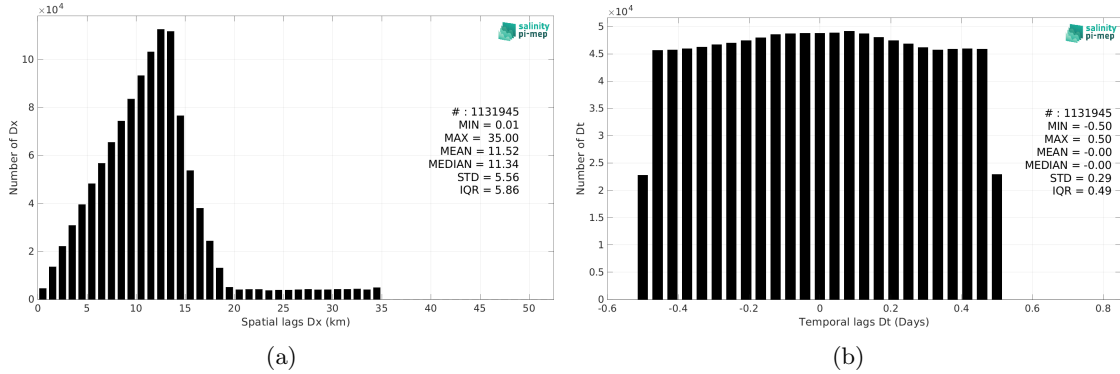 ×10⁴
salinity
pi-mep
10
8
6
4
2
0
Number of Dx
# : 1131945
MIN = 0.01
MAX = 35.00
MEAN = 11.52
MEDIAN = 11.34
STD = 5.56
IQR = 5.86
0 5 10 15 20 25 30 35 40 45 50
Spatial lags Dx (km)
(a)
×10⁴
salinity
pi-mep
5
4.5
4
3.5
3
2.5
2
1.5
1
0.5
0
Number of Dt
# : 1131945
MIN = -0.50
MAX = 0.50
MEAN = -0.00
MEDIAN = -0.00
STD = 0.29
IQR = 0.49
-0.6 -0.4 -0.2 0 0.2 0.4 0.6 0.8
Temporal lags Dt (Days)
(b)